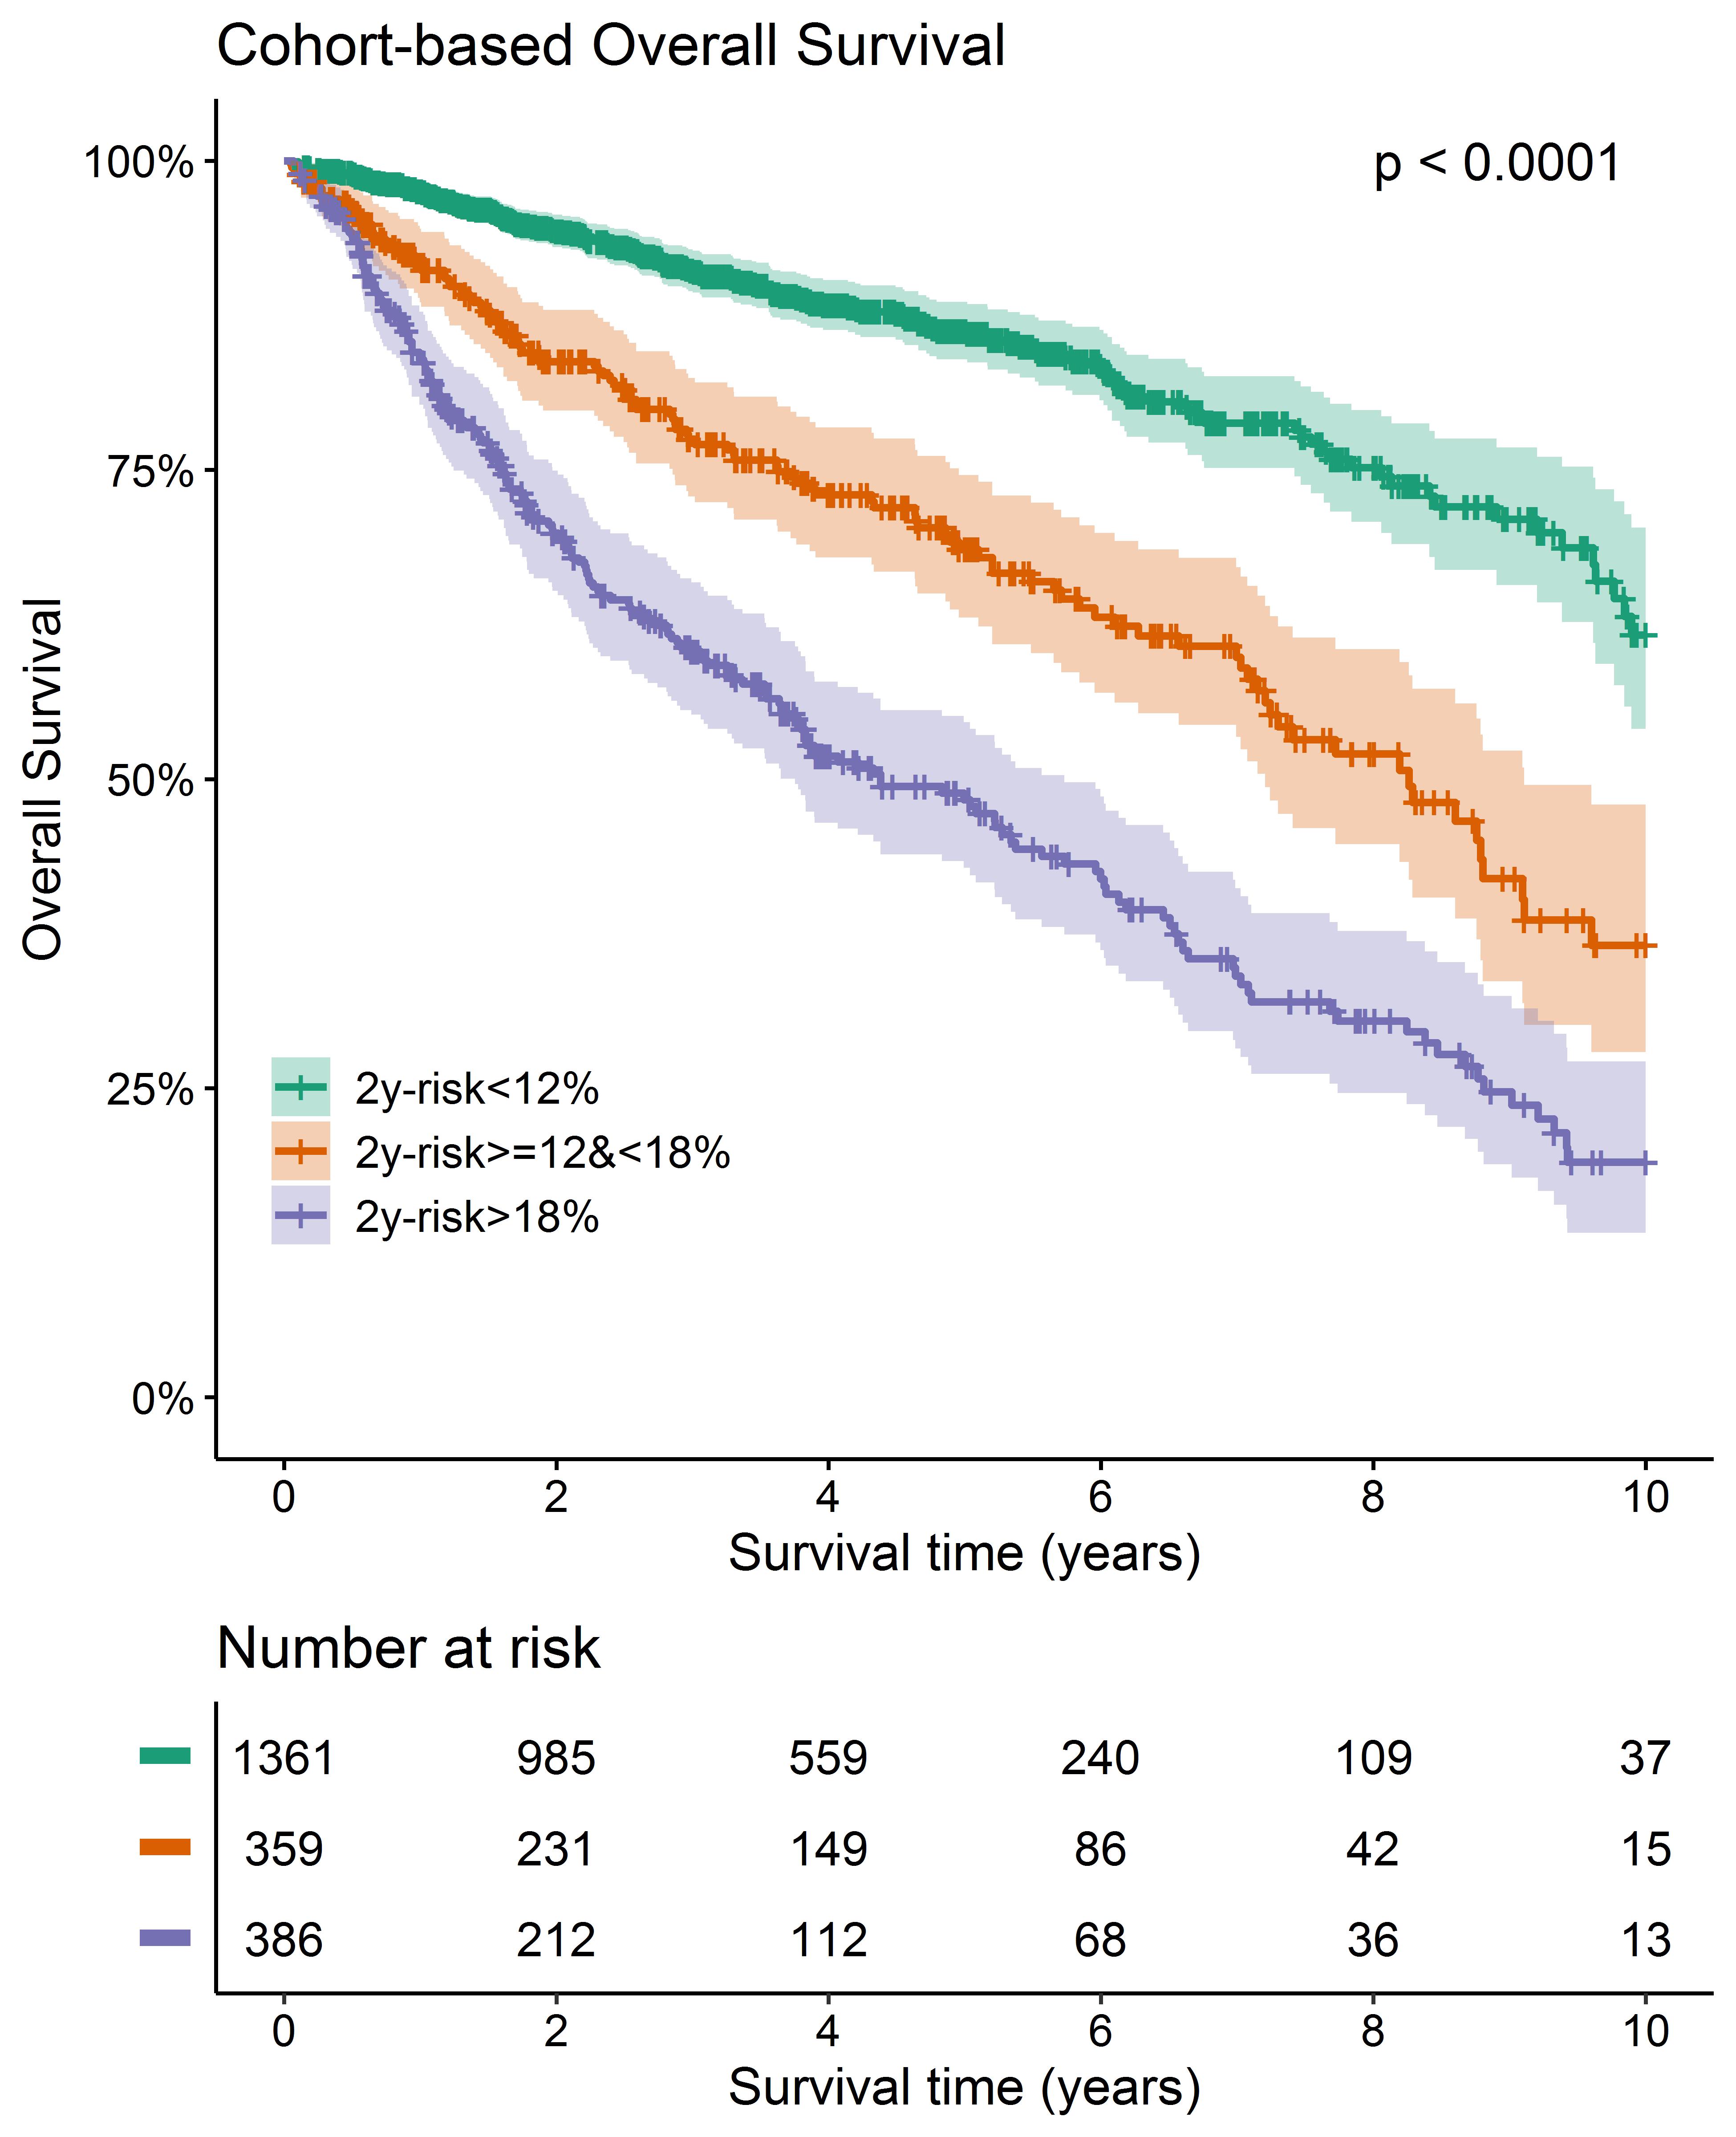 Cohort-based Overall Survival
p < 0.0001
100%
75%
50%
25%
0%
Overall Survival
2y-risk<12%
2y-risk>=12&<18%
2y-risk>18%
0 2 4 6 8 10
Survival time (years)
Number at risk
1361 985 559 240 109 37
359 231 149 86 42 15
386 212 112 68 36 13
0 2 4 6 8 10
Survival time (years)